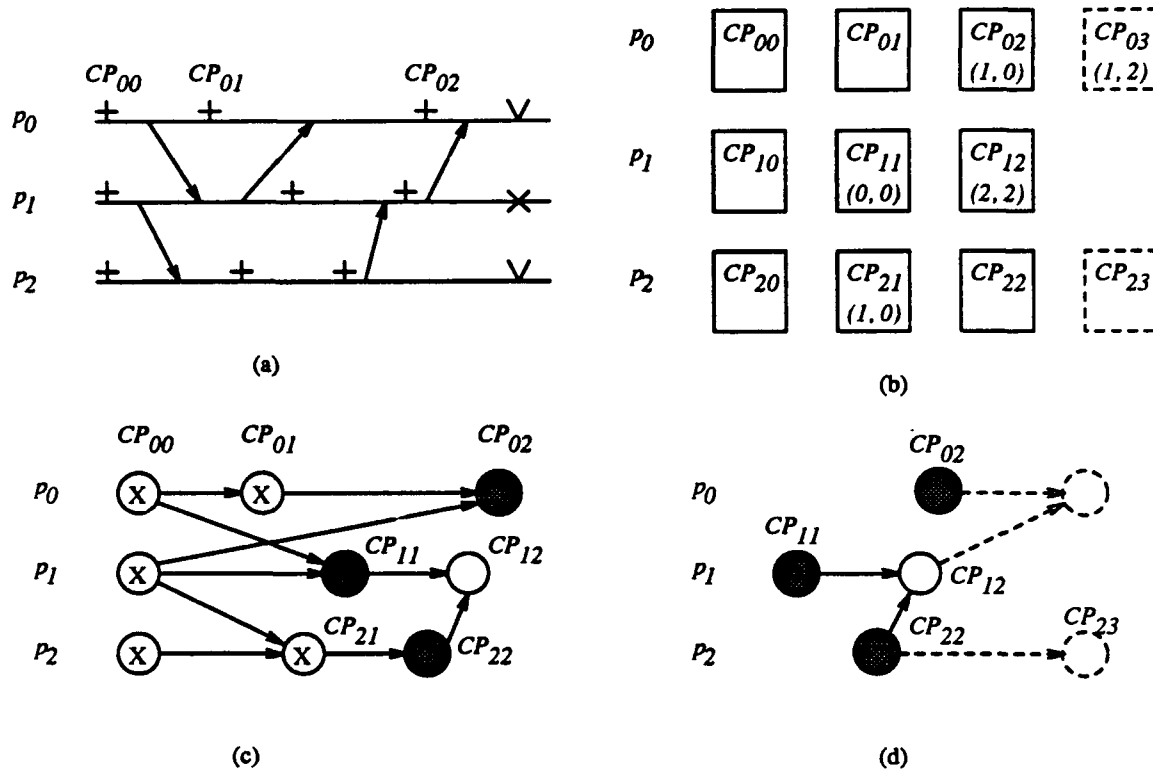 CP00 CP01 CP02
p0
p1
p2
(a)
p0 CP00 CP01 CP02 CP03
(1, 0) (1, 2)
p1 CP10 CP11 CP12
(0, 0) (2, 2)
p2 CP20 CP21 CP22 CP23
(1, 0)
(b)
CP00 CP01 CP02
p0 X X
CP11 CP12
p1 X
CP21
p2 X X CP22
(c)
CP02
p0
CP11
p1 CP12
CP22 CP23
p2
(d)